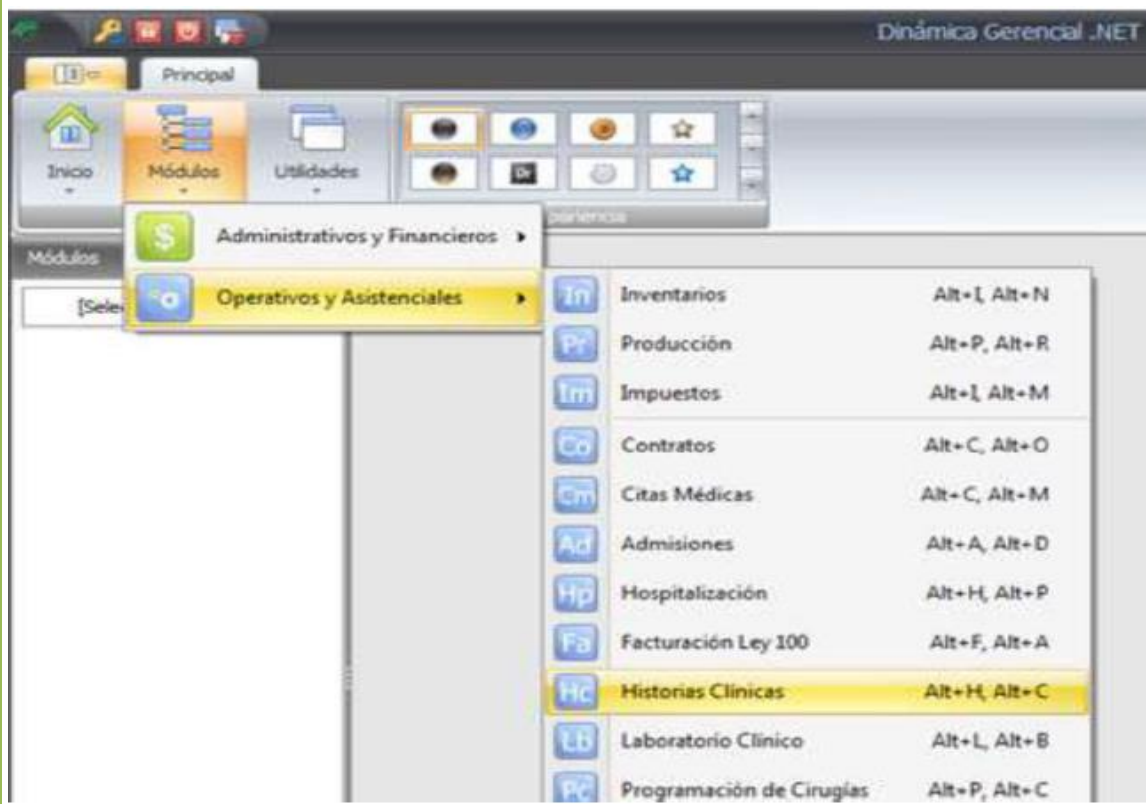 Dinámica Gerencial .NET
Principal
Inicio
Módulos
Utilidades
pariencia
Administrativos y Financieros
Módulos
Operativos y Asistenciales
[Sele
In Inventarios Alt+I, Alt+N
Pr Producción Alt+P, Alt+R
Im Impuestos Alt+I, Alt+M
Co Contratos Alt+C, Alt+O
Cm Citas Médicas Alt+C, Alt+M
Ad Admisiones Alt+A, Alt+D
Hp Hospitalización Alt+H, Alt+P
Fa Facturación Ley 100 Alt+F, Alt+A
Hc Historias Clínicas Alt+H, Alt+C
Lb Laboratorio Clínico Alt+L, Alt+B
PC Programación de Cirugías Alt+P, Alt+C